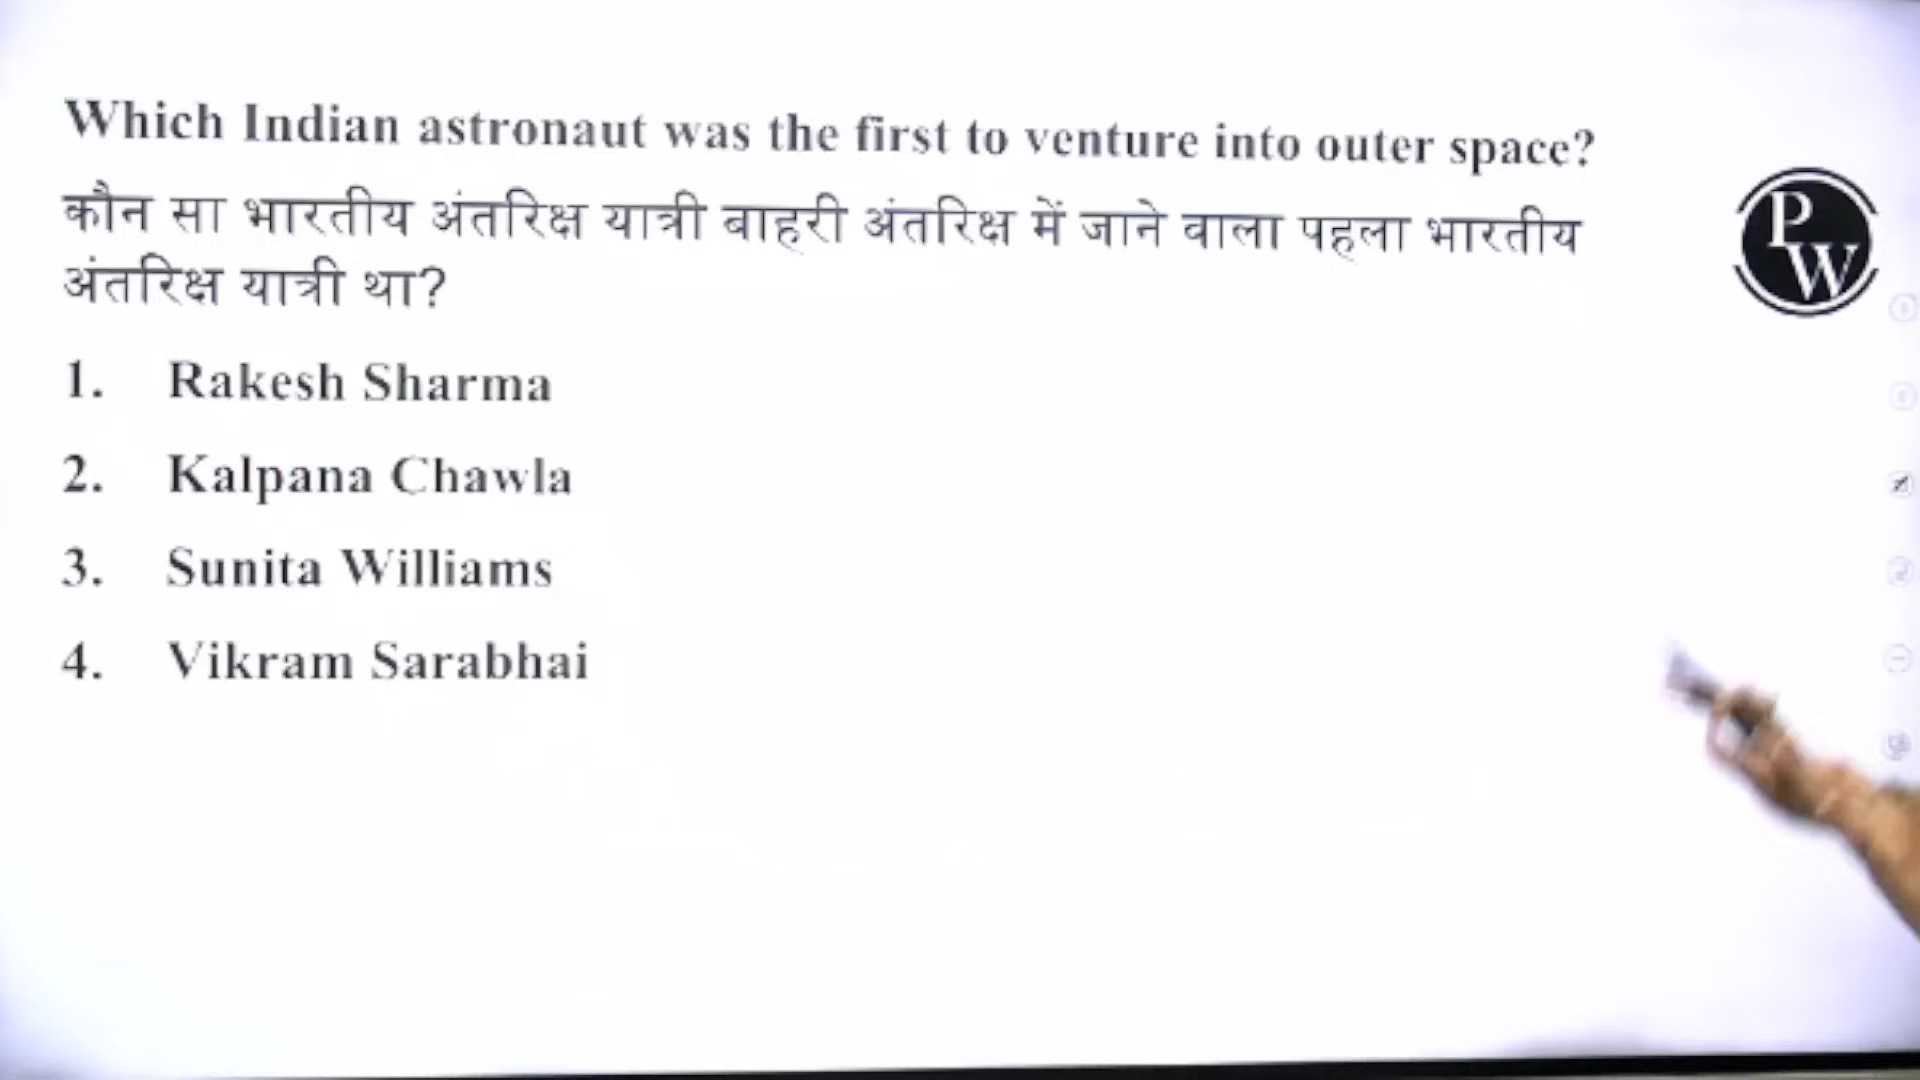 Which Indian astronaut was the first to venture into outer space?
कौन सा भारतीय अंतरिक्ष यात्री बाहरी अंतरिक्ष में जाने वाला पहला भारतीय
अंतरिक्ष यात्री था?
1. Rakesh Sharma
2. Kalpana Chawla
3. Sunita Williams
4. Vikram Sarabhai
P
W